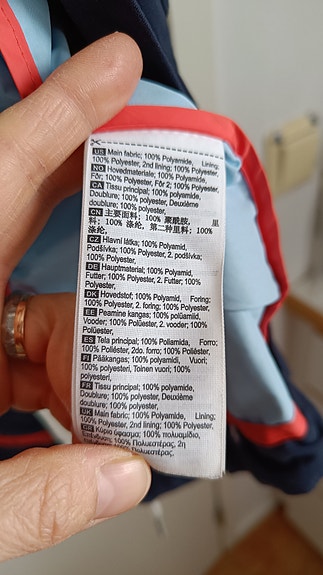 US Main fabric; 100% Polyamide, Lining;
100% Polyester, 2nd lining; 100% Polyester,
NO Hovedmateriale; 100% Polyamide,
Fôr; 100% Polyester, Fôr 2; 100% Polyester,
CA Tissu principal; 100% Polyamide,
Doublure; 100% Polyester, Deuxième
doublure; 100% Polyester,
CN 主要面料; 100% 聚酰胺, 里
料; 100% 涤纶, 第二种里料; 100%
涤纶,
CZ Hlavní látka; 100% Polyamid,
Podšívka; 100% Polyester, 2. podšívka;
100% Polyester,
DE Hauptmaterial; 100% Polyamid,
Futter; 100% Polyester, 2. Futter; 100%
Polyester,
DK Hovedstof; 100% Polyamid, Foring;
100% Polyester, 2. foring; 100% Polyester,
EE Peamine kangas; 100% polüamiid,
Vooder; 100% Polüester, 2. vooder; 100%
Polüester,
ES Tela principal; 100% Poliamida, Forro;
100% Poliéster, 2do. forro; 100% Poliéster,
FI Pääkangas; 100% polyamidi, Vuori;
100% polyesteri, Toinen vuori; 100%
polyesteri,
FR Tissu principal; 100% Polyamide,
Doublure; 100% Polyester, Deuxième
doublure; 100% Polyester,
UK Main fabric; 100% Polyamide, Lining;
100% Polyester, 2nd lining; 100% Polyester,
GR Κύριο ύφασμα; 100% πολυαμίδιο,
Επένδυση; 100% Πολυεστέρας, 2η
100% Πολυεστέρας,